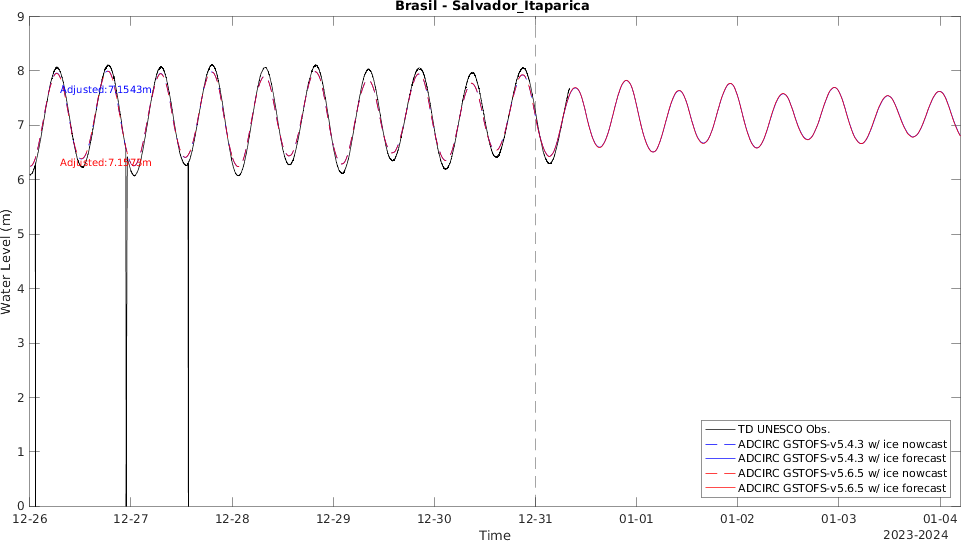 Brasil - Salvador_Itaparica
9
8
7
6
5
4
3
2
1
0
Water Level (m)
Adjusted:7.1543m
TD UNESCO Obs.
ADCIRC GSTOFS-v5.4.3 w/ ice nowcast
ADCIRC GSTOFS-v5.4.3 w/ ice forecast
ADCIRC GSTOFS-v5.6.5 w/ ice nowcast
ADCIRC GSTOFS-v5.6.5 w/ ice forecast
12-26
12-27
12-28
12-29
12-30
12-31
01-01
01-02
01-03
01-04
Time
2023-2024